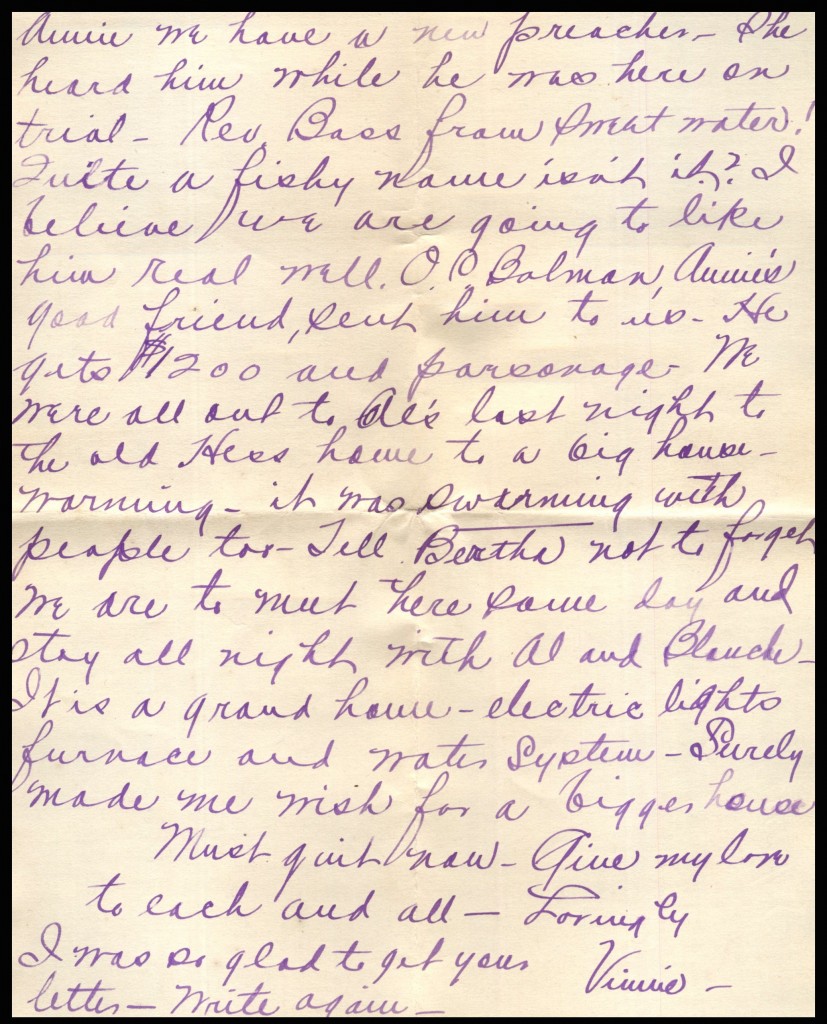 Annie we have a new preacher – She
heard him while he was here on
trial – Rev. Bass from Sweat water!
Quite a fishy name isn't it? I
believe we are going to like
him real well. O. C. Bolman, Annie's
good friend, sent him to us – He
gets $1200 and parsonage – We
were all out to Al's last night to
the old Hess home to a big house-
warming – it was swarming with
people too – Tell Bertha not to forget
we are to meet there some day and
stay all night with Al and Blanche –
It is a grand home – electric lights
furnace and water system – Surely
made me wish for a bigger house
Must quit now – Give my love
to each and all – Lovingly
Vinnie –
I was so glad to get your
letter – Write again –